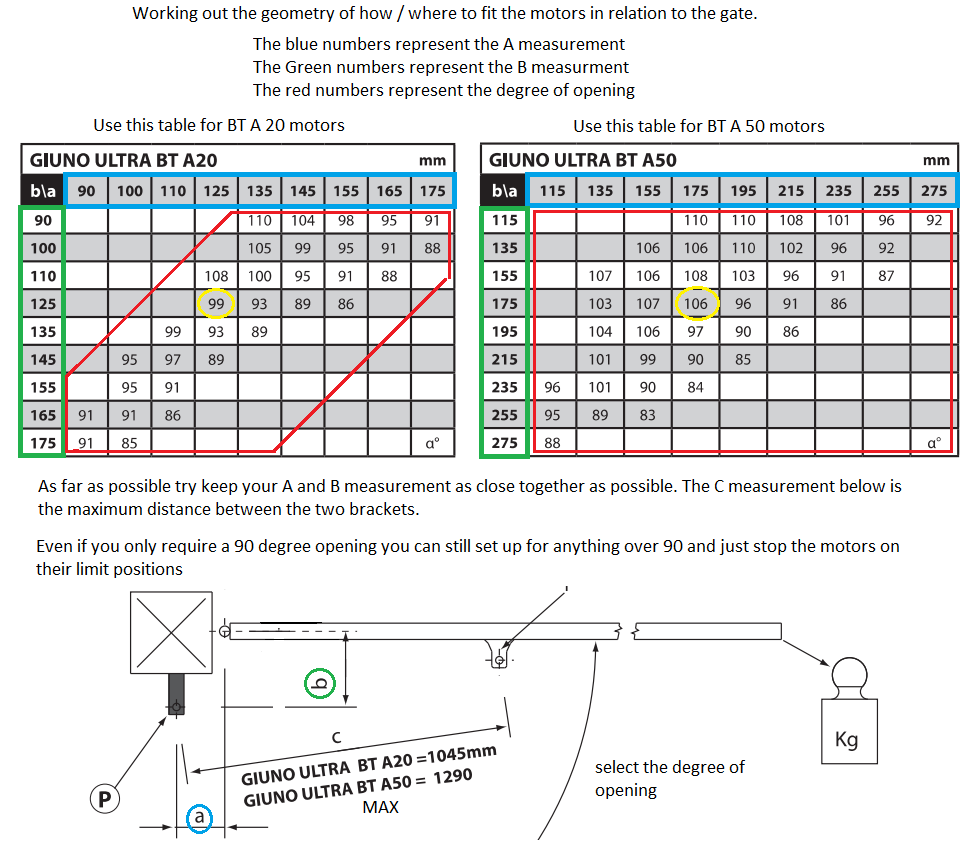 Working out the geometry of how / where to fit the motors in relation to the gate.
The blue numbers represent the A measurement
The Green numbers represent the B measurment
The red numbers represent the degree of opening
Use this table for BT A 20 motors
GIUNO ULTRA BT A20 mm
b\a 90 100 110 125 135 145 155 165 175
90 110 104 98 95 91
100 105 99 95 91 88
110 108 100 95 91 88
125 99 93 89 86
135 99 93 89
145 95 97 89
155 95 91
165 91 91 86
175 91 85 α°
Use this table for BT A 50 motors
GIUNO ULTRA BT A50 mm
b\a 115 135 155 175 195 215 235 255 275
115 110 110 108 101 96 92
135 106 106 110 102 96 92
155 107 106 108 103 96 91 87
175 103 107 106 96 91 86
195 104 106 97 90 86
215 101 99 90 85
235 96 101 90 84
255 95 89 83
275 88 α°
As far as possible try keep your A and B measurement as close together as possible. The C measurement below is
the maximum distance between the two brackets.
Even if you only require a 90 degree opening you can still set up for anything over 90 and just stop the motors on
their limit positions
b
C
GIUNO ULTRA BT A20 =1045mm
GIUNO ULTRA BT A50 = 1290
MAX
P
a
select the degree of
opening
Kg